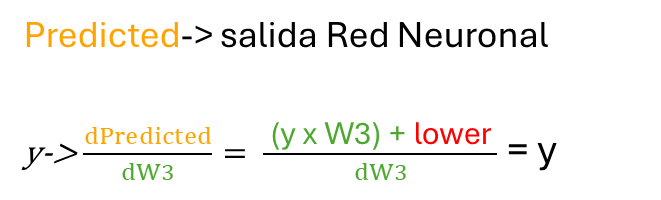 Predicted-> salida Red Neuronal
y-> dPredicted/dW3 = (y x W3) + lower/dW3 = y